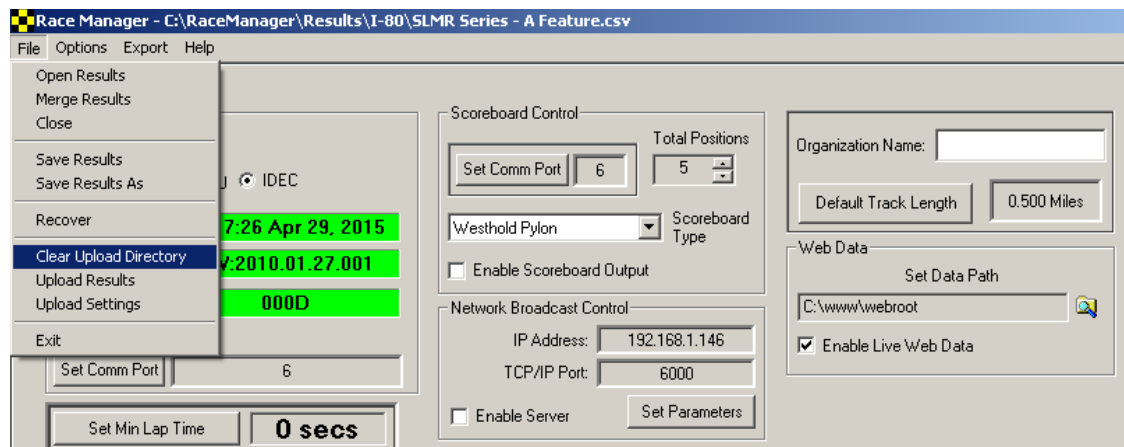 Race Manager - C:\RaceManager\Results\I-80\SLMR Series - A Feature.csv
File Options Export Help
Open Results
Merge Results
Close
Save Results
Save Results As
Recover
Clear Upload Directory
Upload Results
Upload Settings
Exit
IDEC
7:26 Apr 29, 2015
:2010.01.27.001
000D
Set Comm Port 6
Set Min Lap Time 0 secs
Scoreboard Control
Set Comm Port 6
Total Positions
5
Westhold Pylon
Scoreboard
Type
Enable Scoreboard Output
Network Broadcast Control
IP Address: 192.168.1.146
TCP/IP Port: 6000
Enable Server Set Parameters
Organization Name:
Default Track Length 0.500 Miles
Web Data
Set Data Path
C:\www\webroot
Enable Live Web Data